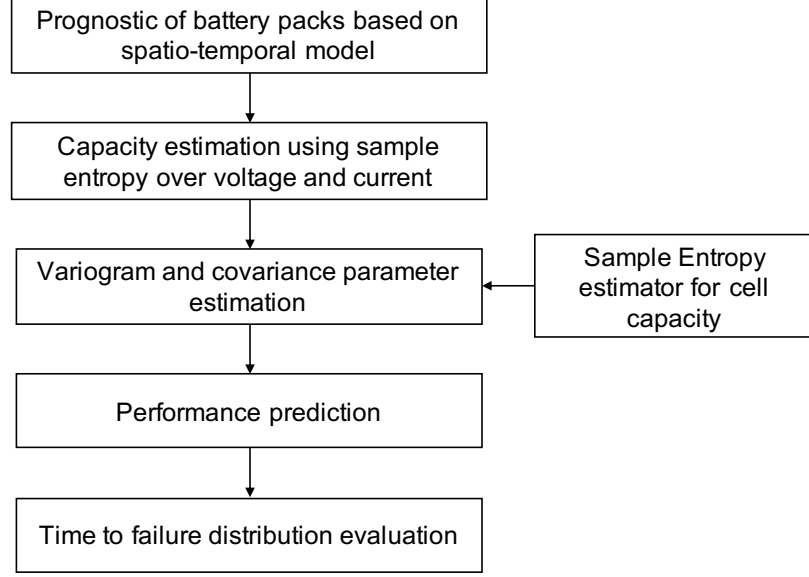 Prognostic of battery packs based on
spatio-temporal model
Capacity estimation using sample
entropy over voltage and current
Variogram and covariance parameter
estimation
Sample Entropy
estimator for cell
capacity
Performance prediction
Time to failure distribution evaluation